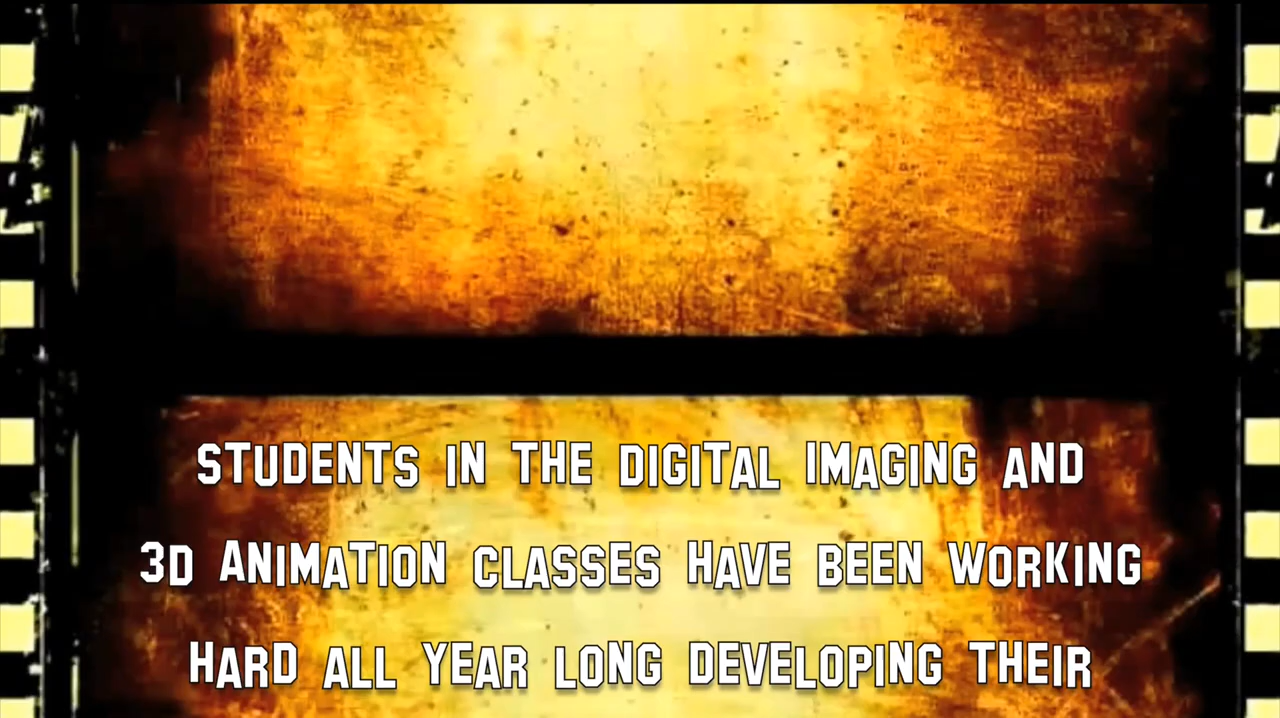 STUDENTS IN THE DIGITAL IMAGING AND
3D ANIMATION CLASSES HAVE BEEN WORKING
HARD ALL YEAR LONG DEVELOPING THEIR